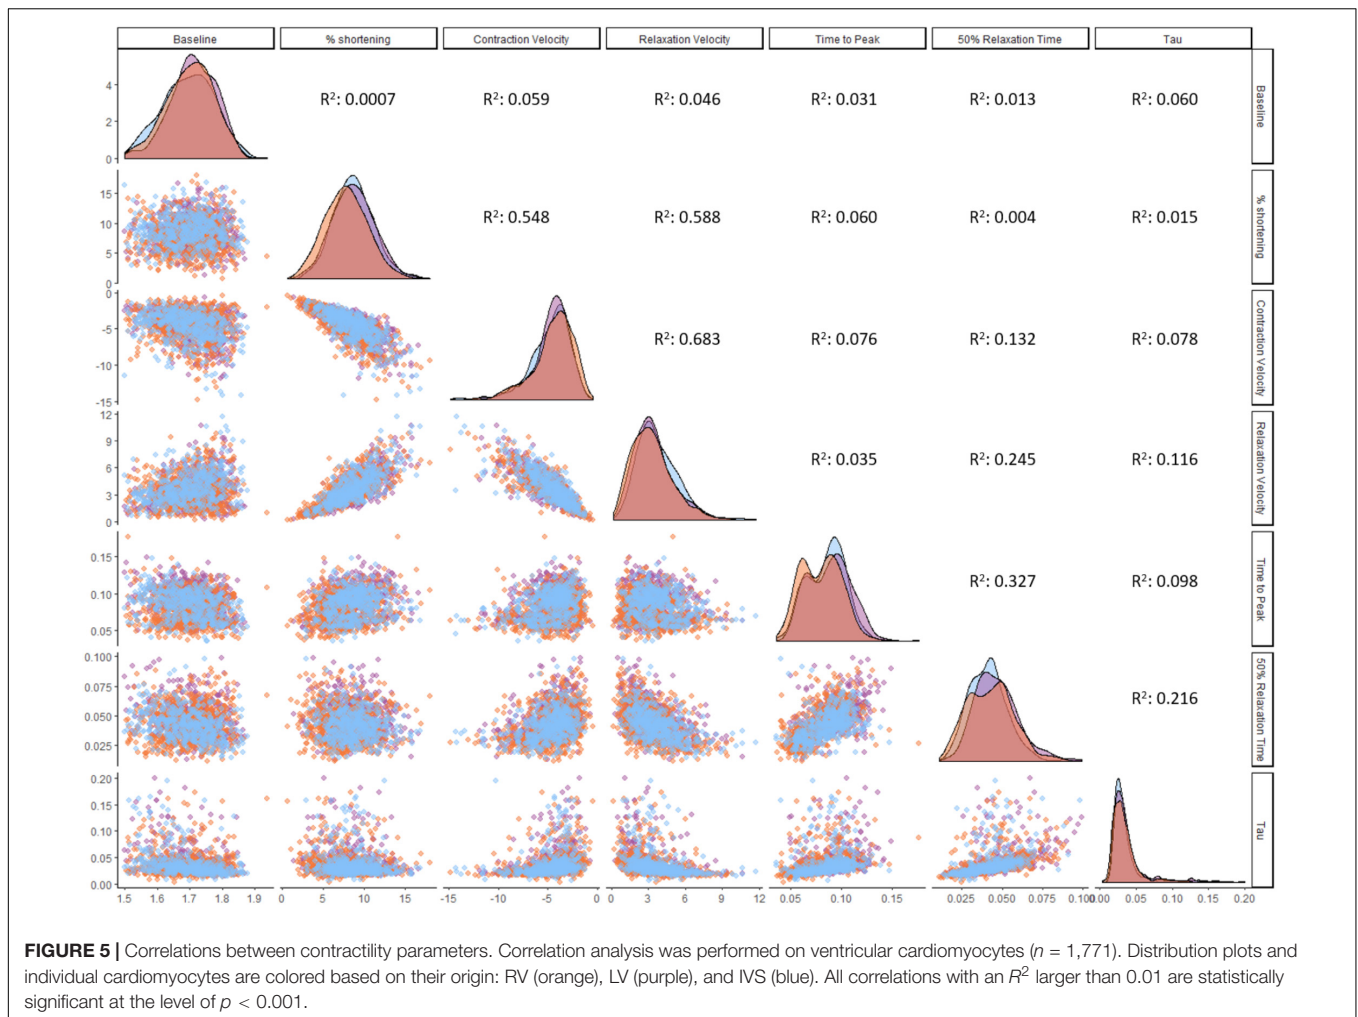 Baseline % shortening Contraction Velocity Relaxation Velocity Time to Peak 50% Relaxation Time Tau
4
2
0
R²: 0.0007 R²: 0.059 R²: 0.046 R²: 0.031 R²: 0.013 R²: 0.060
Baseline
15
10
5
0
R²: 0.548 R²: 0.588 R²: 0.060 R²: 0.004 R²: 0.015
% shortening
0
-5
-10
-15
R²: 0.683 R²: 0.076 R²: 0.132 R²: 0.078
Contraction Velocity
12
9
6
3
0
R²: 0.035 R²: 0.245 R²: 0.116
Relaxation Velocity
0.15
0.10
0.05
R²: 0.327 R²: 0.098
Time to Peak
0.100
0.075
0.050
0.025
R²: 0.216
50% Relaxation Time
0.20
0.15
0.10
0.05
0.00
Tau
1.5 1.6 1.7 1.8 1.9 0 5 10 15 -15 -10 -5 0 0 3 6 9 12 0.05 0.10 0.15 0.025 0.050 0.075 0.100 0.00 0.05 0.10 0.15 0.20
FIGURE 5 | Correlations between contractility parameters. Correlation analysis was performed on ventricular cardiomyocytes (n = 1,771). Distribution plots and
individual cardiomyocytes are colored based on their origin: RV (orange), LV (purple), and IVS (blue). All correlations with an R² larger than 0.01 are statistically
significant at the level of p < 0.001.